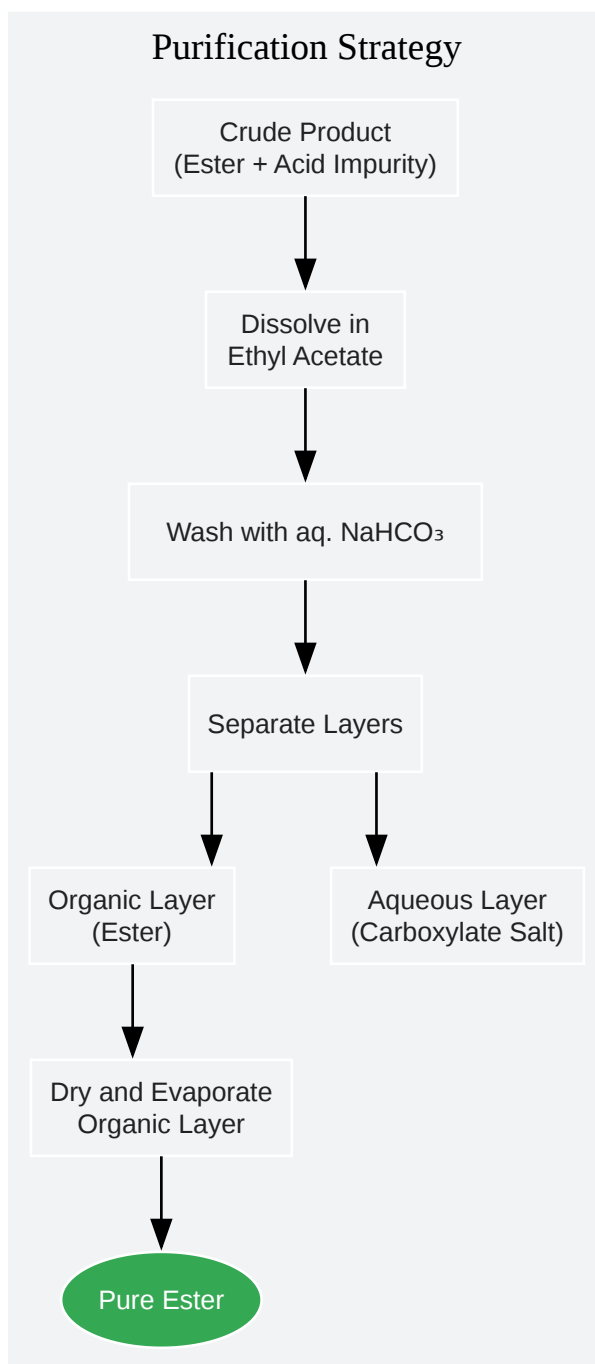 Purification Strategy
Crude Product
(Ester + Acid Impurity)
Dissolve in
Ethyl Acetate
Wash with aq. NaHCO₃
Separate Layers
Organic Layer
(Ester)
Aqueous Layer
(Carboxylate Salt)
Dry and Evaporate
Organic Layer
Pure Ester